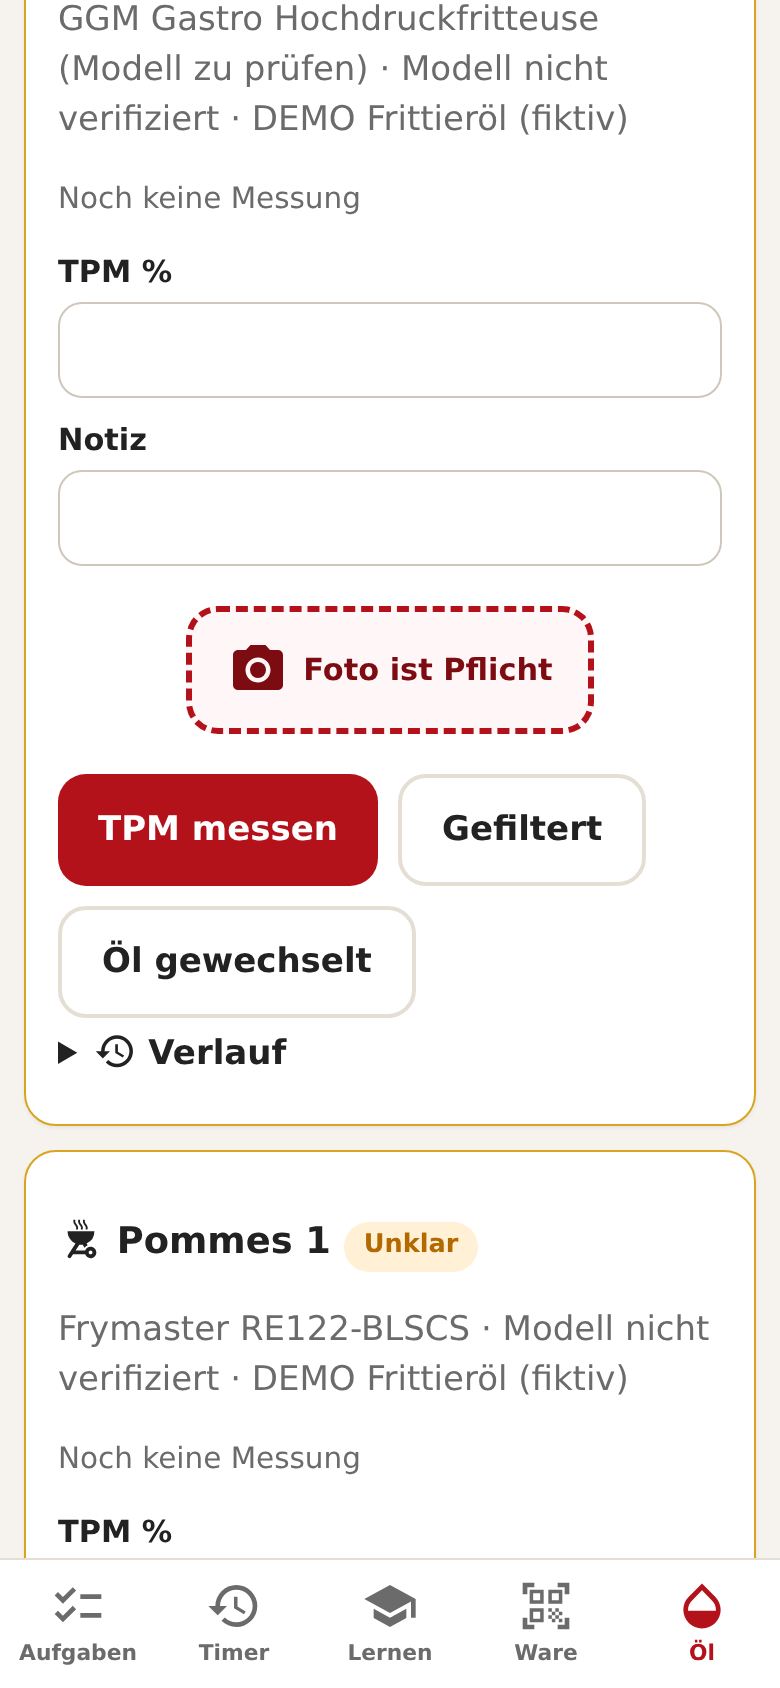 GGM Gastro Hochdruckfritteuse
(Modell zu prüfen) · Modell nicht
verifiziert · DEMO Frittieröl (fiktiv)
Noch keine Messung
TPM %
Notiz
Foto ist Pflicht
TPM messen
Gefiltert
Öl gewechselt
Verlauf
Pommes 1
Unklar
Frymaster RE122-BLSCS · Modell nicht
verifiziert · DEMO Frittieröl (fiktiv)
Noch keine Messung
TPM %
Aufgaben
Timer
Lernen
Ware
Öl